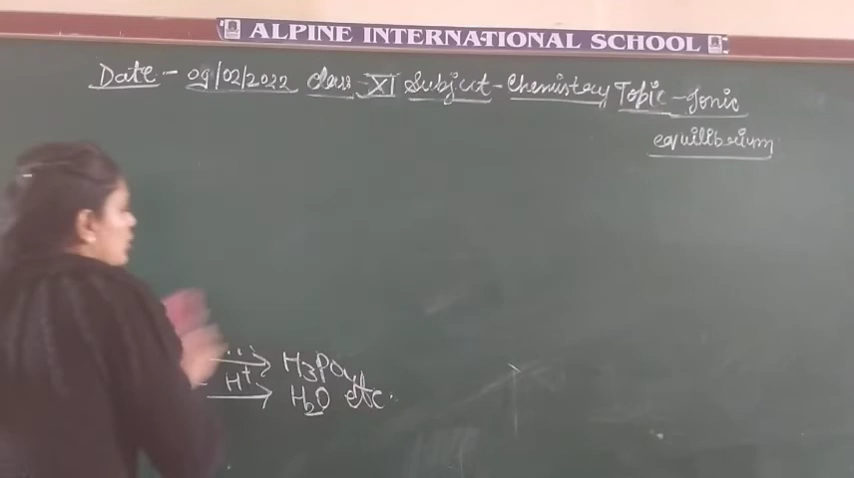 ALPINE INTERNATIONAL SCHOOL
Date - 09/02/2022 class - XI Subject - Chemistry Topic - Ionic
equilibrium
H₃PO₄
H⁺ H₂O etc.